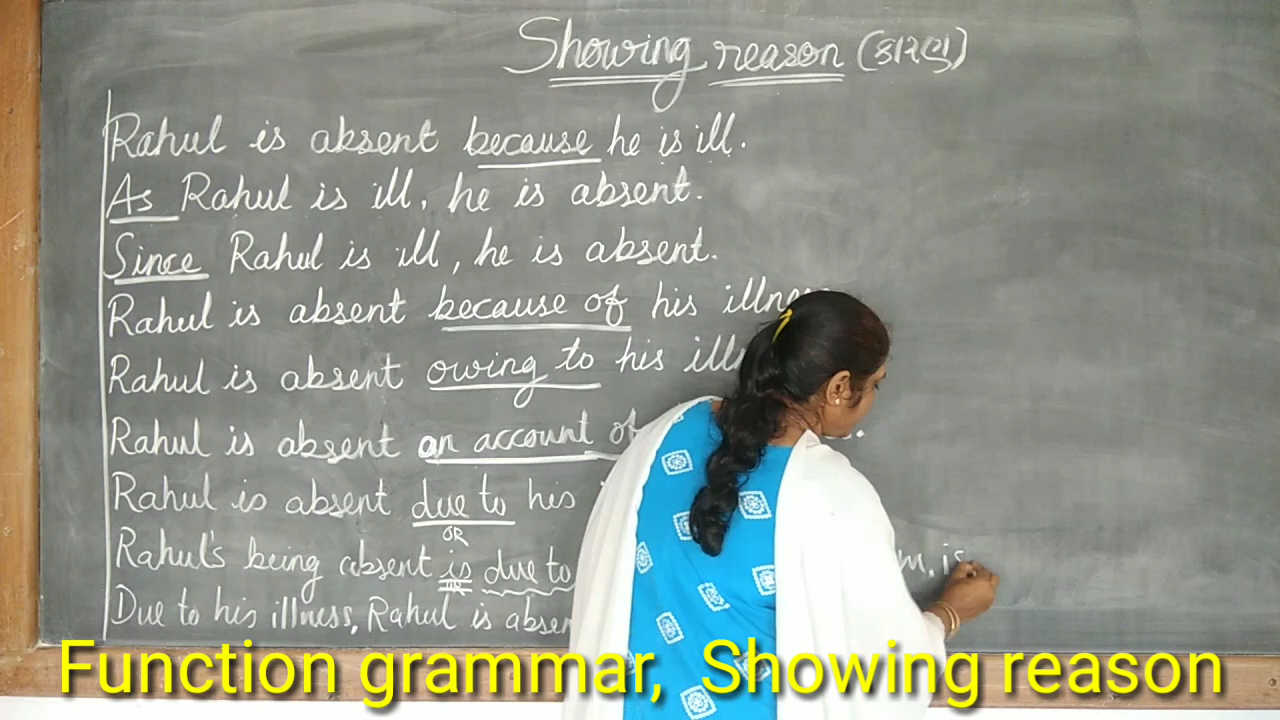 Showing reason (કારણ)
Rahul is absent because he is ill.
As Rahul is ill, he is absent.
Since Rahul is ill, he is absent.
Rahul is absent because of his illness
Rahul is absent owing to his ill
Rahul is absent on account of
Rahul is absent due to his
OR
Rahul's being absent is due to m, is
Due to his illness, Rahul is absen
Function grammar, Showing reason